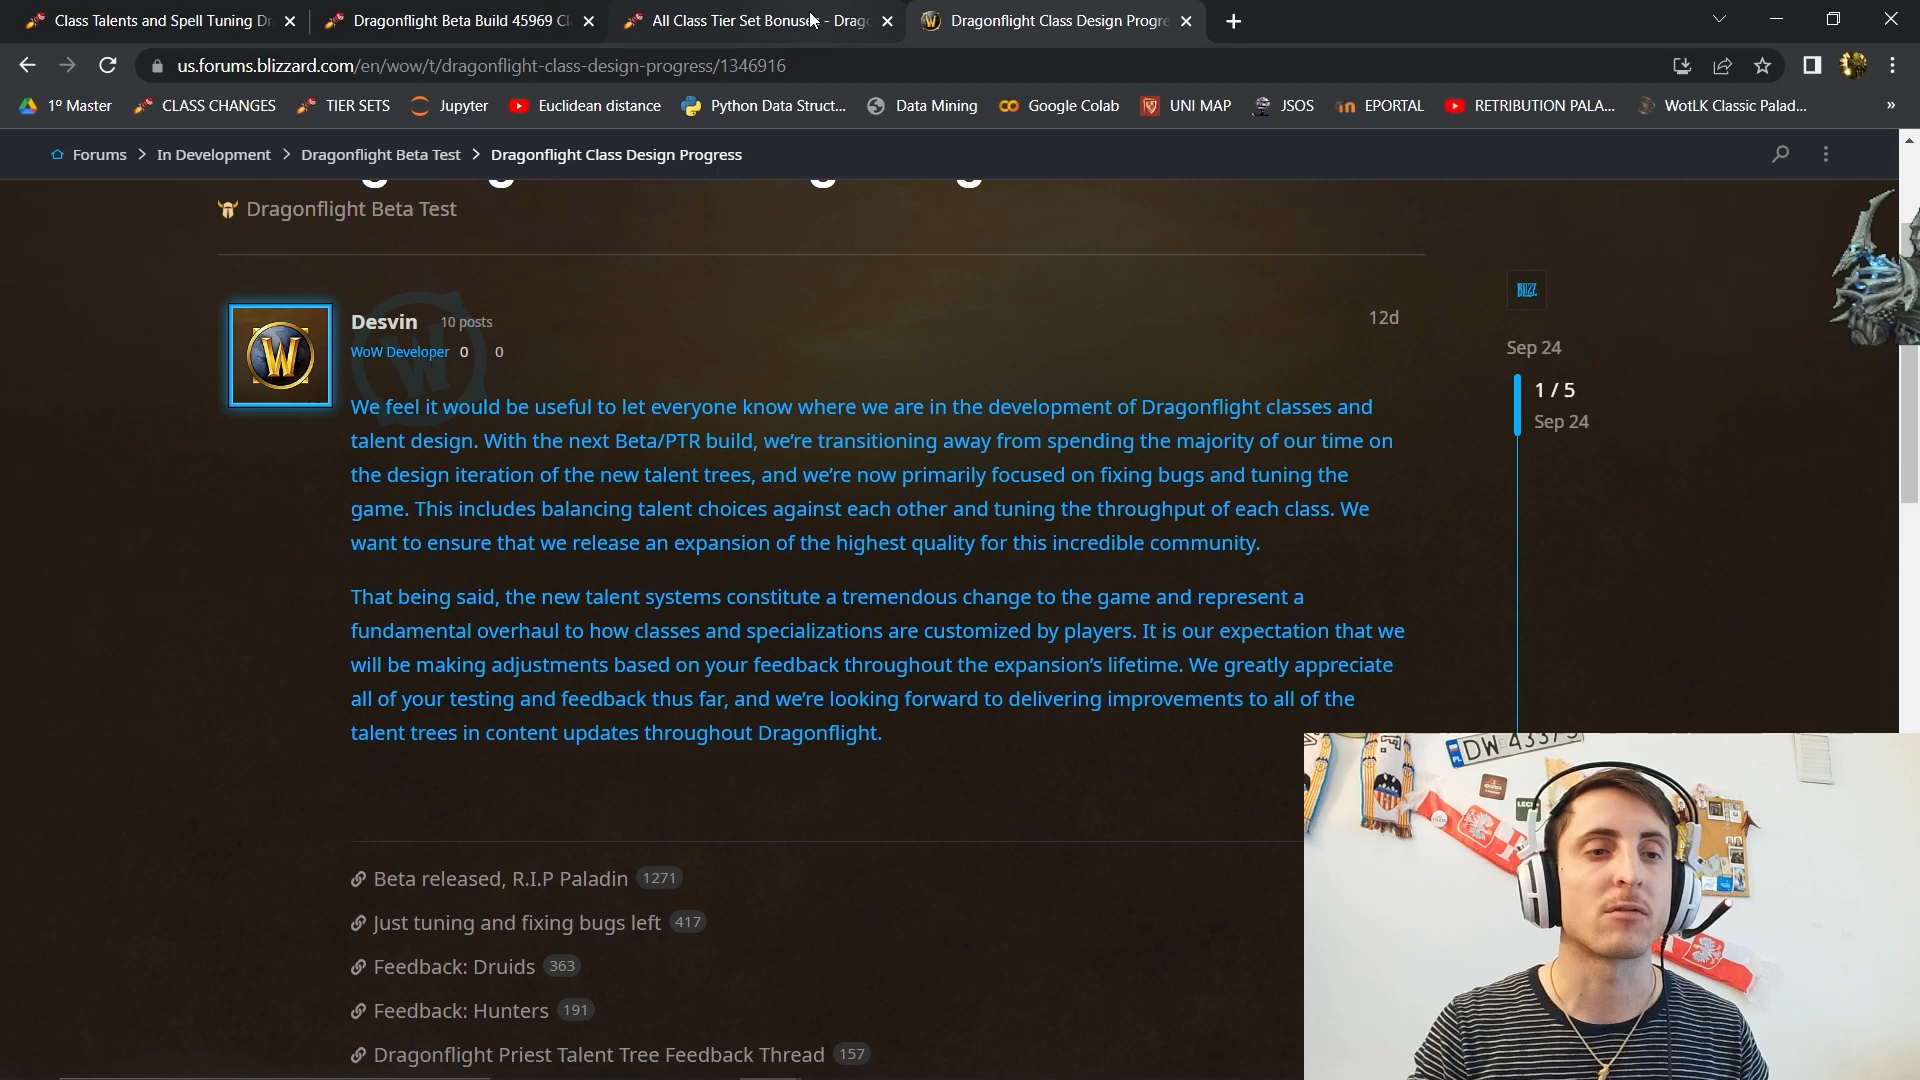 Class Talents and Spell Tuning Dr
Dragonflight Beta Build 45969 Cl
All Class Tier Set Bonuses - Drago
Dragonflight Class Design Progre
us.forums.blizzard.com/en/wow/t/dragonflight-class-design-progress/1346916
1º Master
CLASS CHANGES
TIER SETS
Jupyter
Euclidean distance
Python Data Struct...
Data Mining
Google Colab
UNI MAP
JSOS
EPORTAL
RETRIBUTION PALA...
WotLK Classic Palad...
»
Forums > In Development > Dragonflight Beta Test > Dragonflight Class Design Progress
Dragonflight Beta Test
Desvin 10 posts
12d
WoW Developer 0 0
We feel it would be useful to let everyone know where we are in the development of Dragonflight classes and
talent design. With the next Beta/PTR build, we're transitioning away from spending the majority of our time on
the design iteration of the new talent trees, and we're now primarily focused on fixing bugs and tuning the
game. This includes balancing talent choices against each other and tuning the throughput of each class. We
want to ensure that we release an expansion of the highest quality for this incredible community.
That being said, the new talent systems constitute a tremendous change to the game and represent a
fundamental overhaul to how classes and specializations are customized by players. It is our expectation that we
will be making adjustments based on your feedback throughout the expansion's lifetime. We greatly appreciate
all of your testing and feedback thus far, and we're looking forward to delivering improvements to all of the
talent trees in content updates throughout Dragonflight.
BLIZZ
Sep 24
1 / 5
Sep 24
Beta released, R.I.P Paladin 1271
Just tuning and fixing bugs left 417
Feedback: Druids 363
Feedback: Hunters 191
Dragonflight Priest Talent Tree Feedback Thread 157